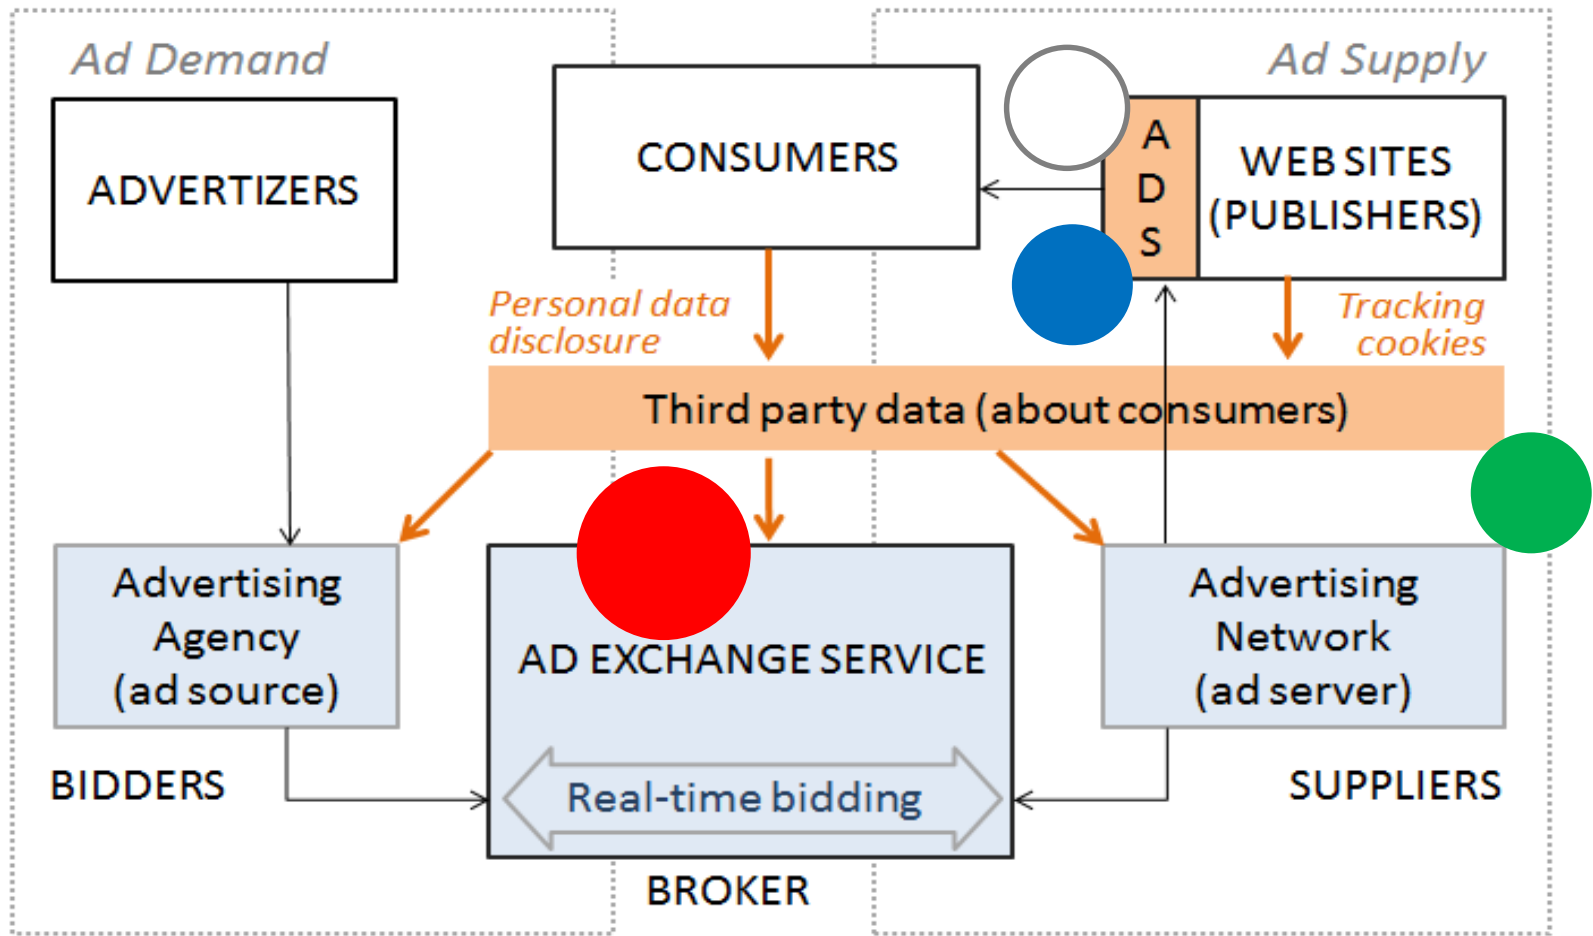 Ad Demand
Ad Supply
ADVERTIZERS
CONSUMERS
A
D
S
WEB SITES
(PUBLISHERS)
Personal data
disclosure
Tracking
cookies
Third party data (about consumers)
Advertising
Agency
(ad source)
AD EXCHANGE SERVICE
Advertising
Network
(ad server)
BIDDERS
Real-time bidding
SUPPLIERS
BROKER